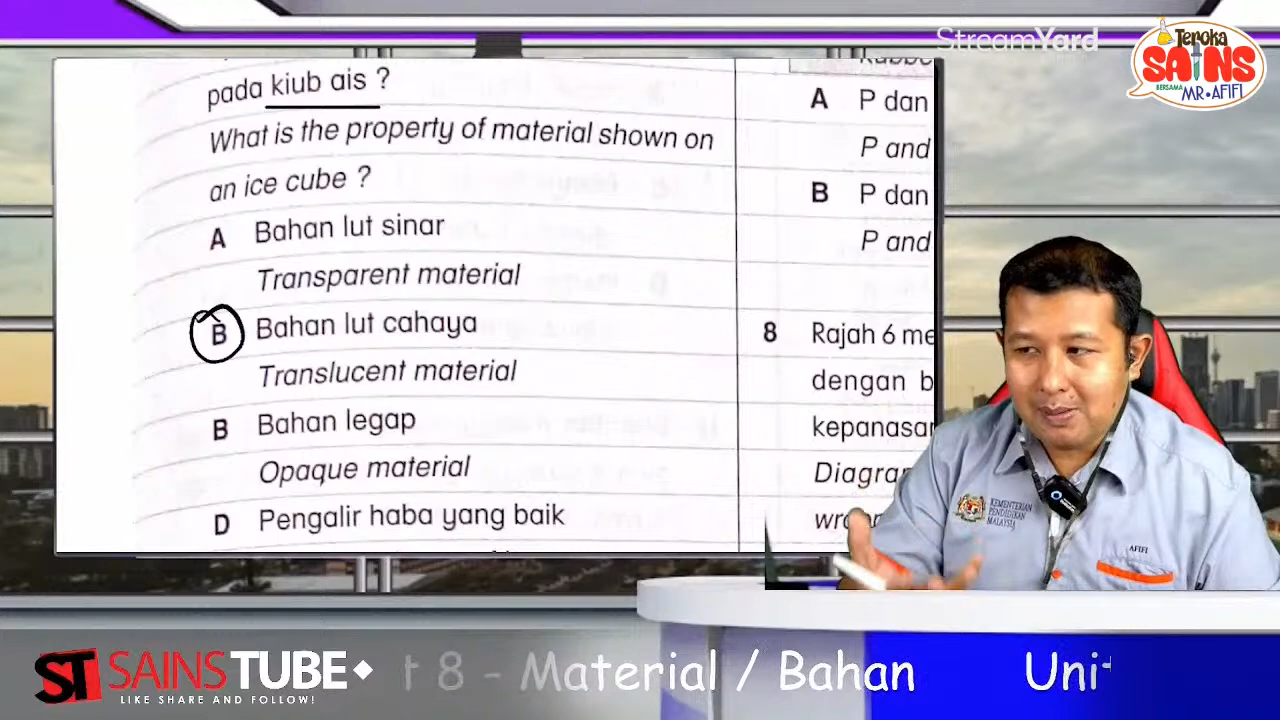 StreamYard
Teroka
SAINS
BERSAMA
MR•AFIFI
pada kiub ais ?
What is the property of material shown on
an ice cube ?
A Bahan lut sinar
Transparent material
B Bahan lut cahaya
Translucent material
B Bahan legap
Opaque material
D Pengalir haba yang baik
A P dan
P and
B P dan
P and
8 Rajah 6 me
dengan b
kepanasar
Diagra
KEMENTERIAN
PENDIDIKAN
MALAYSIA
AFIFI
ST SAINSTUBE
LIKE SHARE AND FOLLOW!
t 8 - Material / Bahan Unit